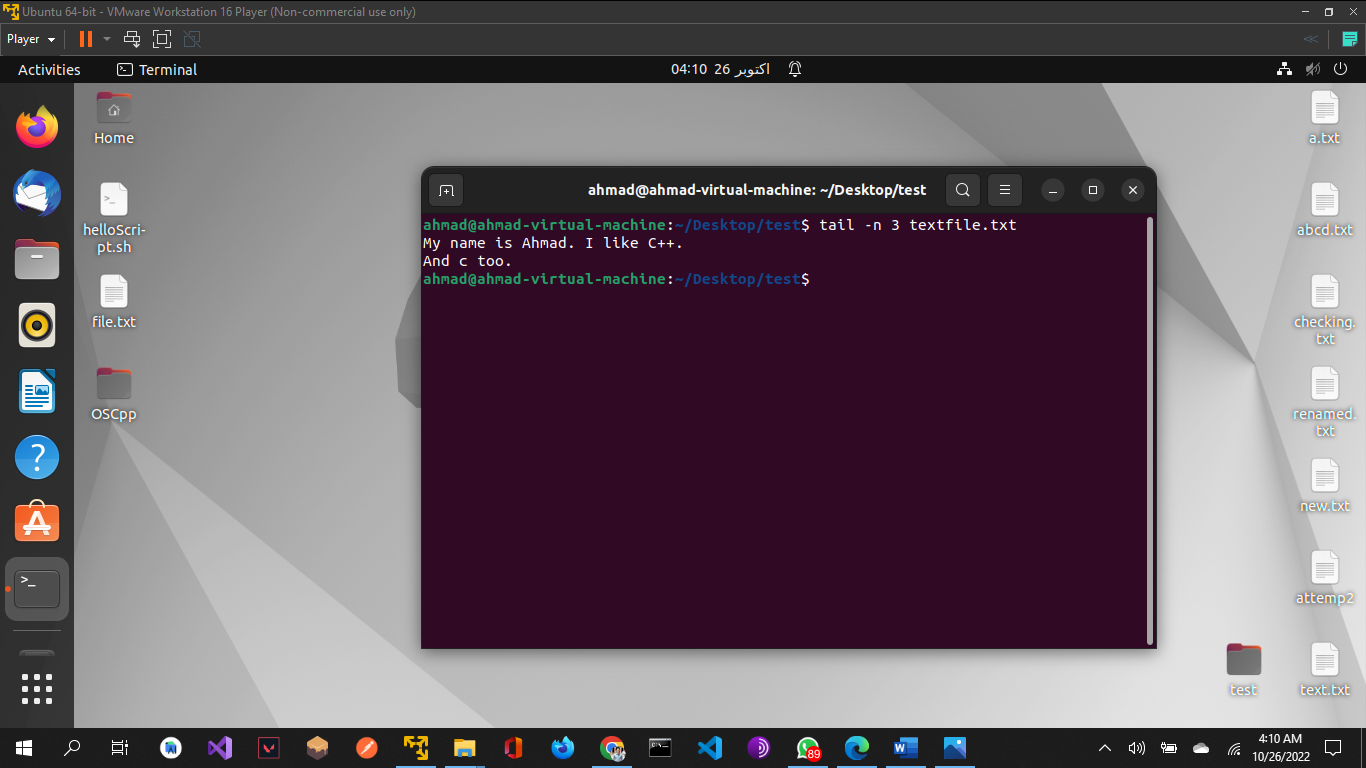 Ubuntu 64-bit - VMware Workstation 16 Player (Non-commercial use only)
Player
Activities
Terminal
04:10 26 اکتوبر
Home
a.txt
ahmad@ahmad-virtual-machine: ~/Desktop/test
helloScri-
pt.sh
abcd.txt
ahmad@ahmad-virtual-machine:~/Desktop/test$ tail -n 3 textfile.txt
My name is Ahmad. I like C++.
And c too.
ahmad@ahmad-virtual-machine:~/Desktop/test$
file.txt
checking.
txt
OSCpp
renamed.
txt
new.txt
attemp2
test
text.txt
89
4:10 AM
10/26/2022